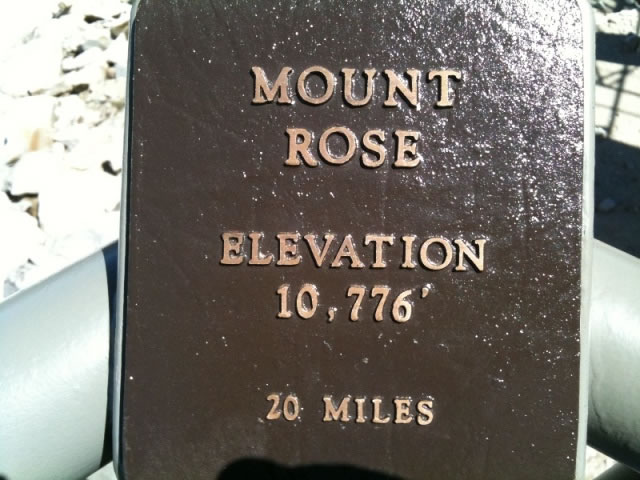 MOUNT
ROSE
ELEVATION
10,776'
20 MILES